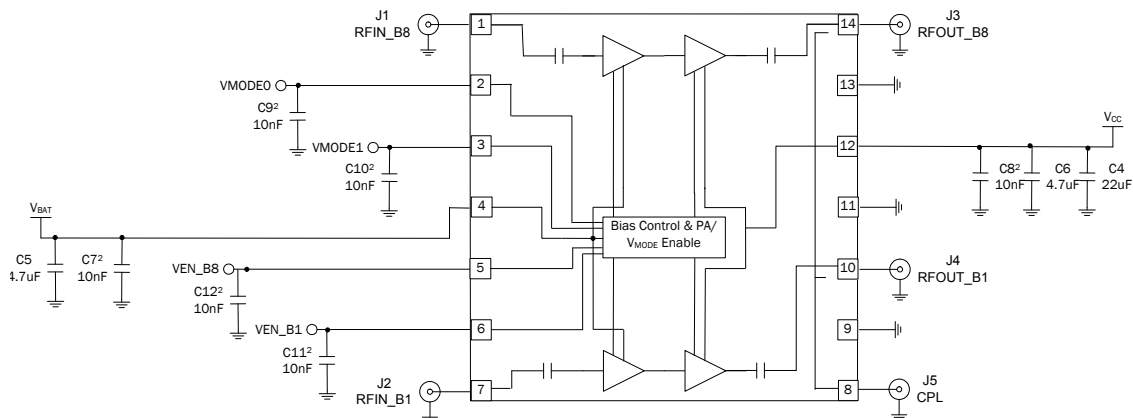 J1
RFIN_B8
1
14
J3
RFOUT_B8
VMODE0
2
13
C9²
10nF
VMODE1
3
12
VCC
C10²
10nF
C8²
10nF
C6
4.7uF
C4
22uF
VBAT
4
11
Bias Control & PA/
VMODE Enable
C5
4.7uF
C7²
10nF
VEN_B8
5
10
J4
RFOUT_B1
C12²
10nF
VEN_B1
6
9
C11²
10nF
J2
RFIN_B1
7
8
J5
CPL